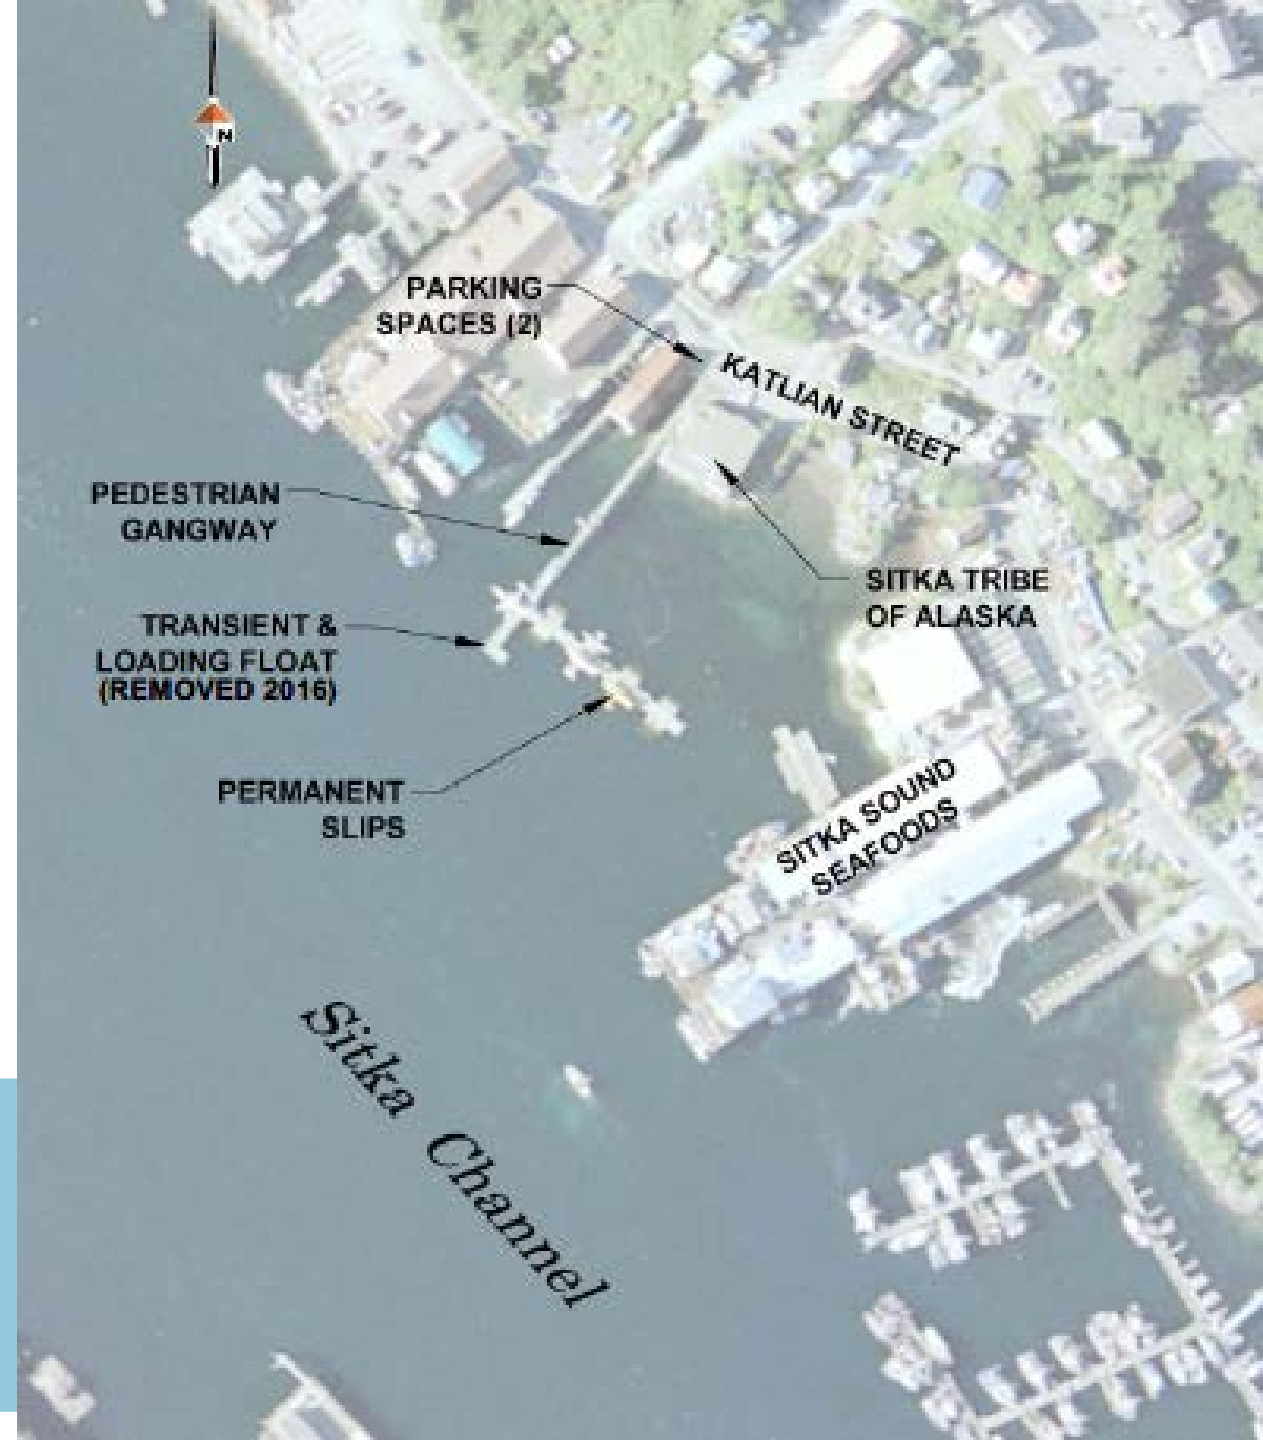 N
PARKING
SPACES (2)
KATLIAN STREET
PEDESTRIAN
GANGWAY
SITKA TRIBE
OF ALASKA
TRANSIENT &
LOADING FLOAT
(REMOVED 2016)
PERMANENT
SLIPS
SITKA SOUND
SEAFOODS
Sitka Channel